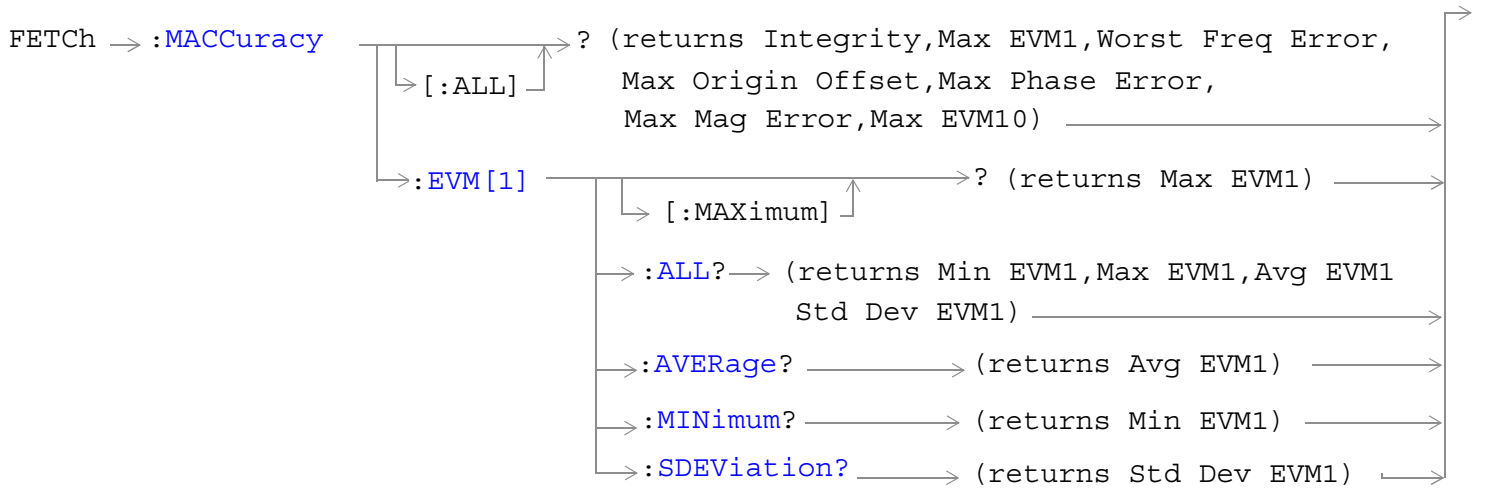 FETCh :MACCuracy ? (returns Integrity,Max EVM1,Worst Freq Error,
[:ALL] Max Origin Offset,Max Phase Error,
Max Mag Error,Max EVM10)
:EVM[1] ? (returns Max EVM1)
[:MAXimum]
:ALL? (returns Min EVM1,Max EVM1,Avg EVM1
Std Dev EVM1)
:AVERage? (returns Avg EVM1)
:MINimum? (returns Min EVM1)
:SDEViation? (returns Std Dev EVM1)